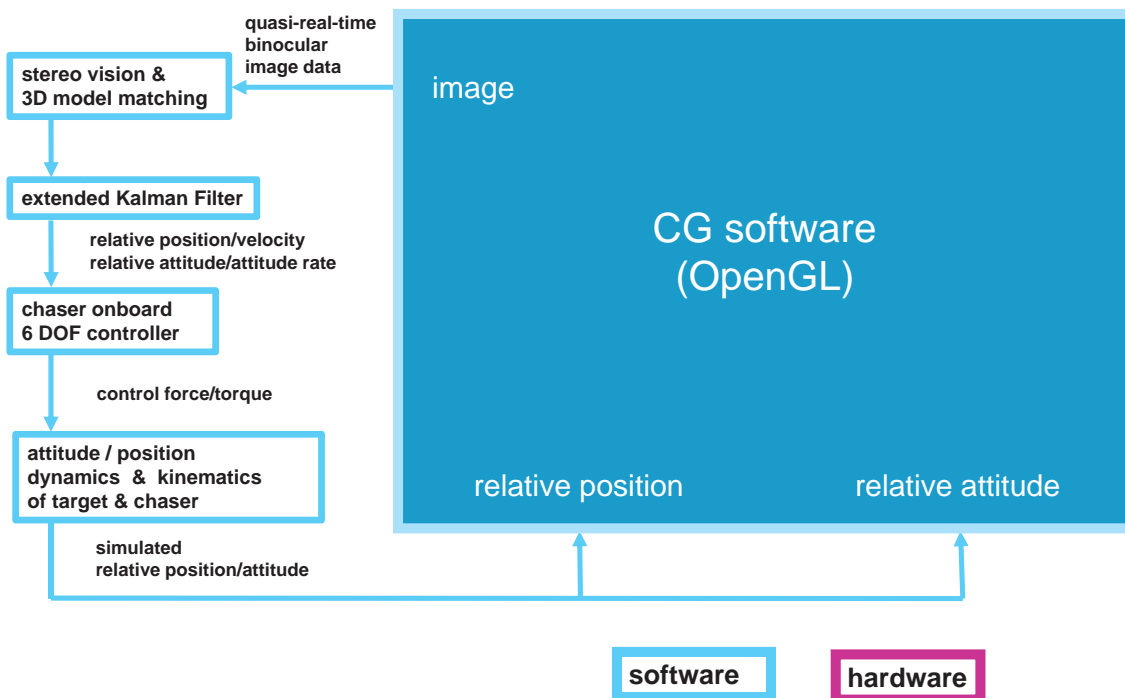 quasi-real-time
binocular
image data
stereo vision &
3D model matching
image
extended Kalman Filter
relative position/velocity
relative attitude/attitude rate
CG software
(OpenGL)
chaser onboard
6 DOF controller
control force/torque
attitude / position
dynamics & kinematics
of target & chaser
relative position
relative attitude
simulated
relative position/attitude
software
hardware